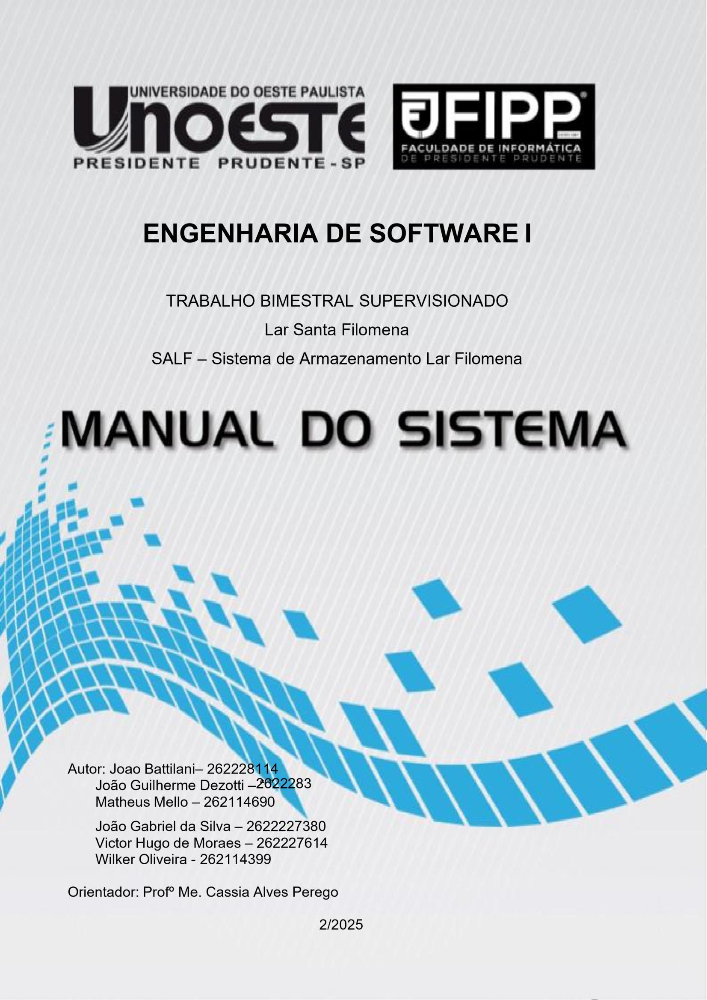 UNIVERSIDADE DO OESTE PAULISTA
UNOESTE
PRESIDENTE PRUDENTE - SP
FIPP®
FACULDADE DE INFORMÁTICA
DE PRESIDENTE PRUDENTE
ENGENHARIA DE SOFTWARE I
TRABALHO BIMESTRAL SUPERVISIONADO
Lar Santa Filomena
SALF – Sistema de Armazenamento Lar Filomena
MANUAL DO SISTEMA
Autor: Joao Battilani– 262228114
João Guilherme Dezotti –2622283
Matheus Mello – 262114690
João Gabriel da Silva – 2622227380
Victor Hugo de Moraes – 262227614
Wilker Oliveira - 262114399
Orientador: Profº Me. Cassia Alves Perego
2/2025